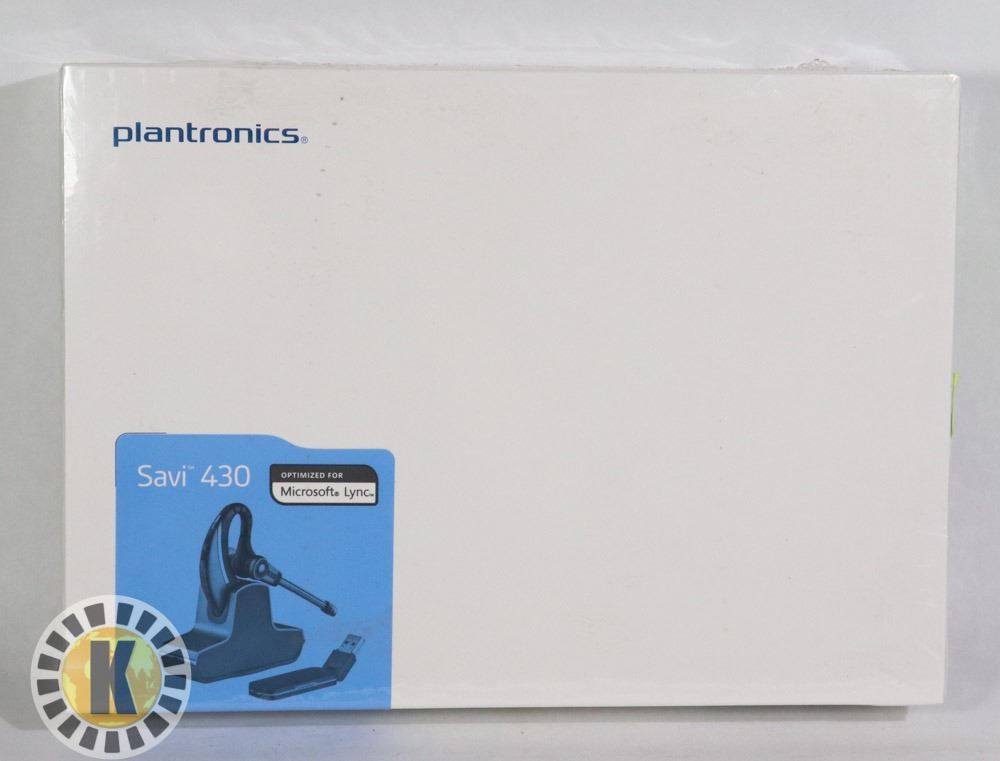 plantronics®
Savi™ 430
OPTIMIZED FOR
Microsoft® Lync™
K